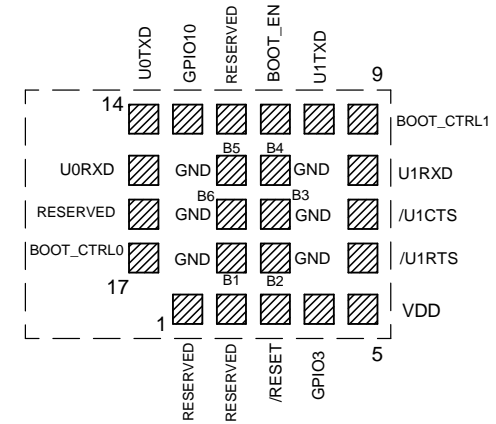 U0TXD
GPIO10
RESERVED
BOOT_EN
U1TXD
9
14
BOOT_CTRL1
B5
B4
U0RXD
GND
GND
U1RXD
B6
B3
RESERVED
GND
GND
/U1CTS
BOOT_CTRL0
GND
GND
/U1RTS
17
B1
B2
1
VDD
5
RESERVED
RESERVED
/RESET
GPIO3